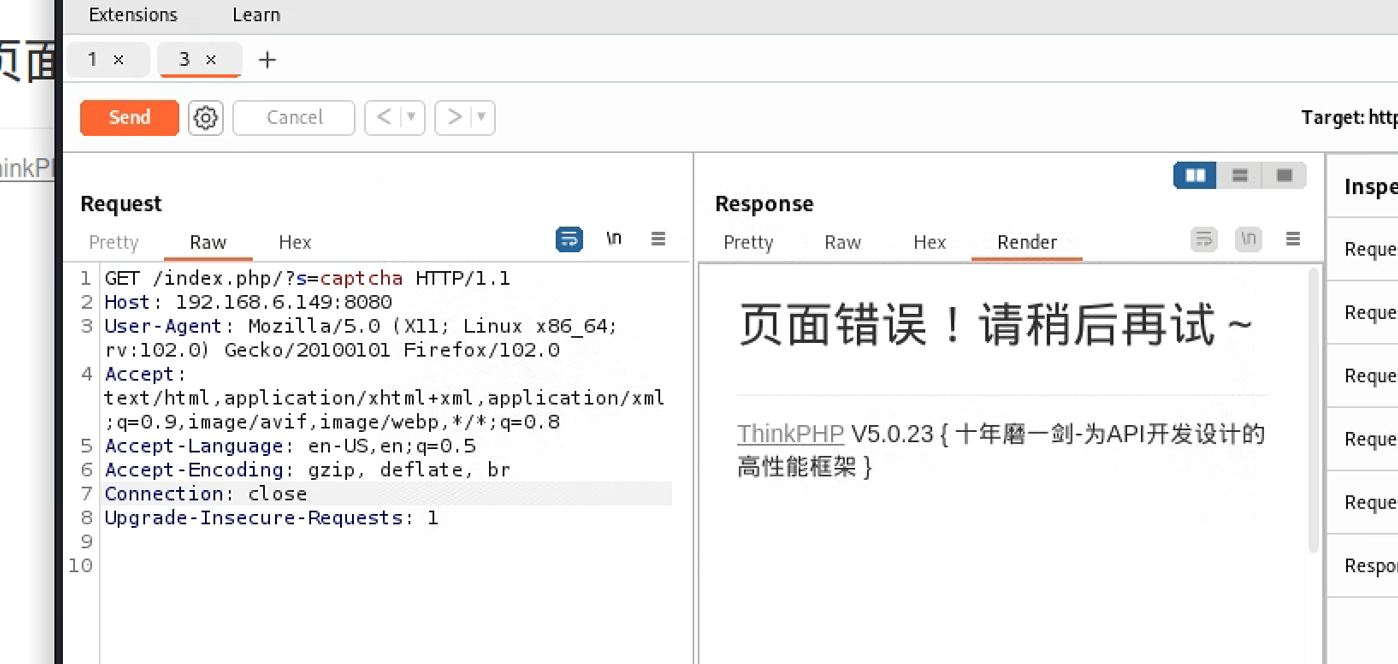 Extensions Learn
页面
1 × 3 × +
Send Cancel < >
Target: http
hinkPH
Request
Pretty Raw Hex \n
1 GET /index.php/?s=captcha HTTP/1.1
2 Host: 192.168.6.149:8080
3 User-Agent: Mozilla/5.0 (X11; Linux x86_64;
rv:102.0) Gecko/20100101 Firefox/102.0
4 Accept:
text/html,application/xhtml+xml,application/xml
;q=0.9,image/avif,image/webp,*/*;q=0.8
5 Accept-Language: en-US,en;q=0.5
6 Accept-Encoding: gzip, deflate, br
7 Connection: close
8 Upgrade-Insecure-Requests: 1
9
10
Response
Pretty Raw Hex Render \n
页面错误！请稍后再试 ~
ThinkPHP V5.0.23 { 十年磨一剑-为API开发设计的
高性能框架 }
Inspe
Reque
Reque
Reque
Reque
Reque
Respo